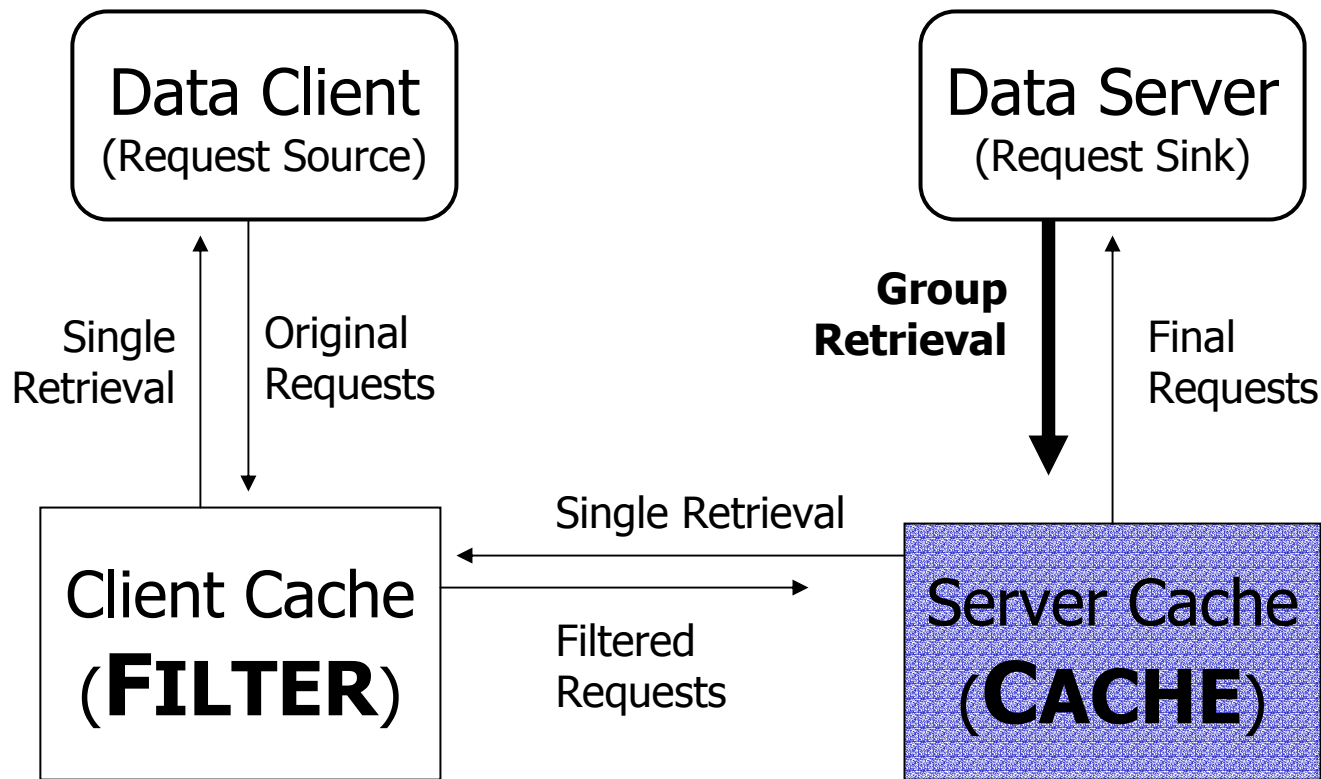 Data Client
(Request Source)
Data Server
(Request Sink)
Single
Retrieval
Original
Requests
Group
Retrieval
Final
Requests
Single Retrieval
Filtered
Requests
Client Cache
(FILTER)
Server Cache
(CACHE)